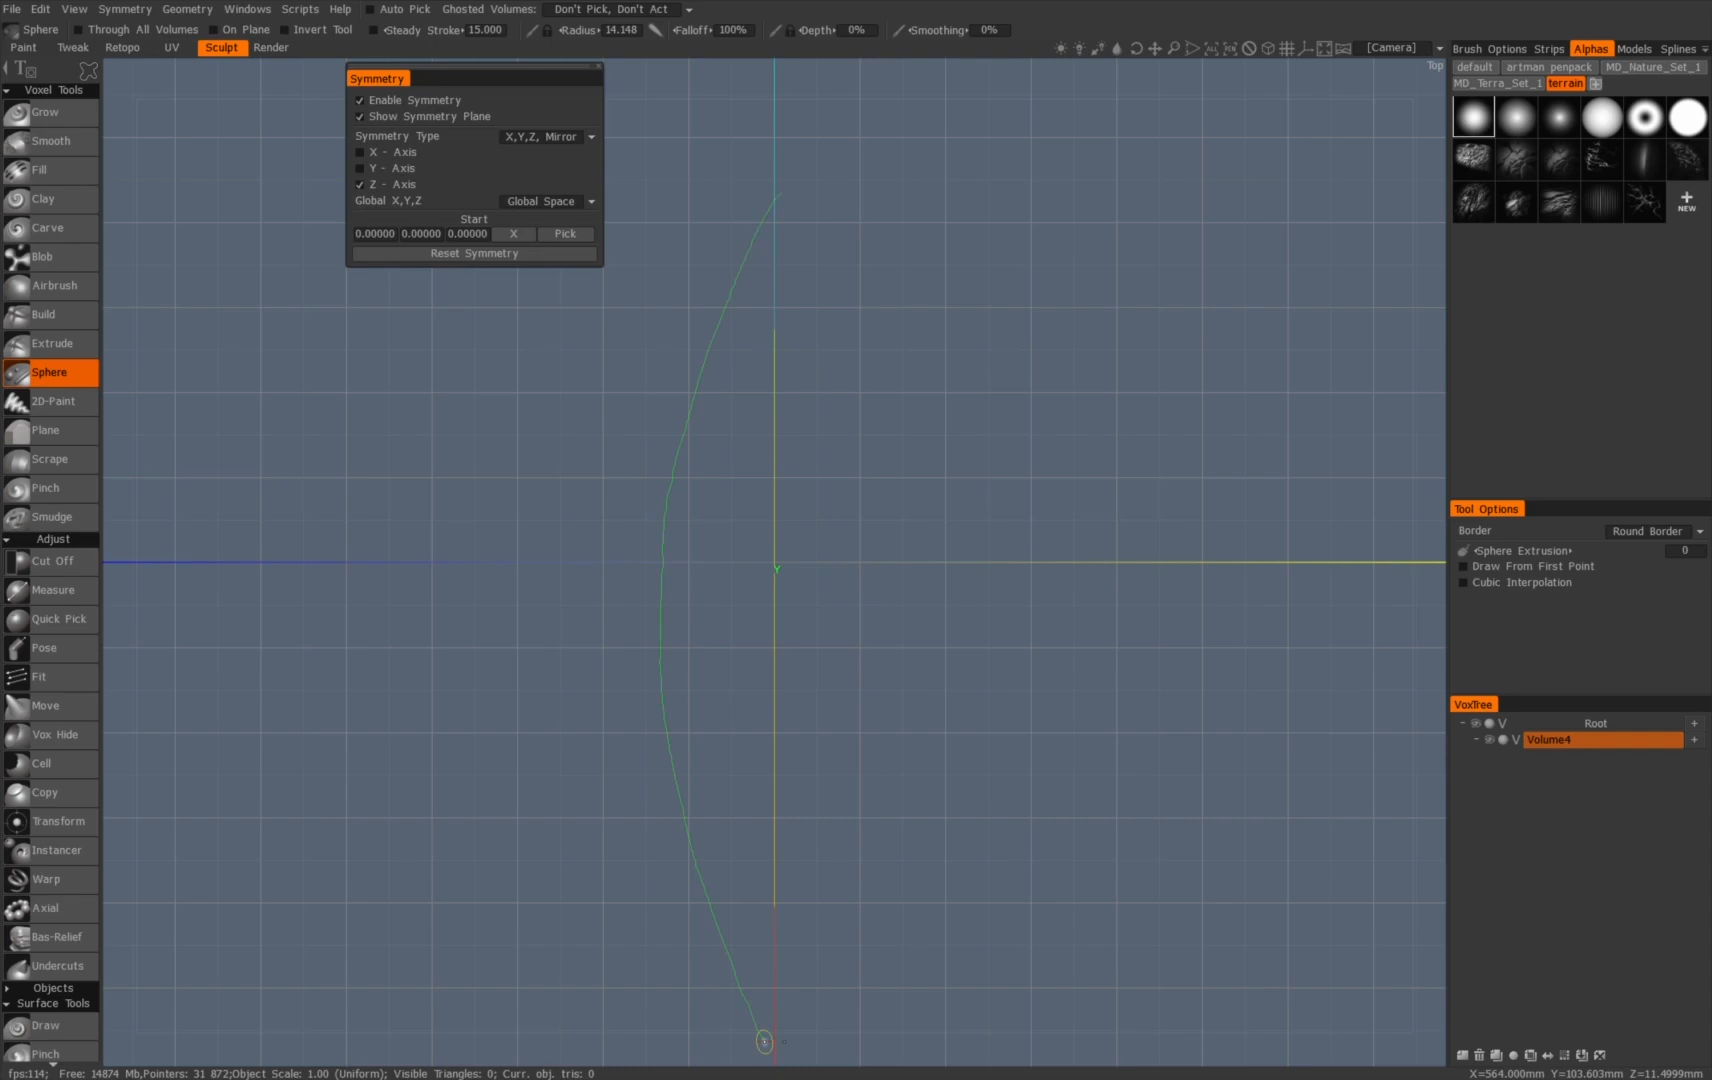 File Edit View Symmetry Geometry Windows Scripts Help Auto Pick Ghosted Volumes: Don't Pick, Don't Act
Sphere Through All Volumes On Plane Invert Tool Steady Stroke 15.000 Radius 14.148 Falloff 100% Depth 0% Smoothing 0%
Paint Tweak Retopo UV Sculpt Render [Camera] Brush Options Strips Alphas Models Splines
Top
default artman penpack MD_Nature_Set_1
MD_Terra_Set_1 terrain
NEW
Voxel Tools
Grow
Smooth
Fill
Clay
Carve
Blob
Airbrush
Build
Extrude
Sphere
2D-Paint
Plane
Scrape
Pinch
Smudge
Adjust
Cut Off
Measure
Quick Pick
Pose
Fit
Move
Vox Hide
Cell
Copy
Transform
Instancer
Warp
Axial
Bas-Relief
Undercuts
Objects
Surface Tools
Draw
Pinch
Symmetry
Enable Symmetry
Show Symmetry Plane
Symmetry Type X,Y,Z, Mirror
X - Axis
Y - Axis
Z - Axis
Global X,Y,Z Global Space
Start
0.00000 0.00000 0.00000 X Pick
Reset Symmetry
Y
Tool Options
Border Round Border
Sphere Extrusion 0
Draw From First Point
Cubic Interpolation
VoxTree
V Root +
V Volume4 +
fps:114; Free: 14874 Mb,Pointers: 31 872;Object Scale: 1.00 (Uniform); Visible Triangles: 0; Curr. obj. tris: 0 X=564.000mm Y=103.603mm Z=11.4999mm